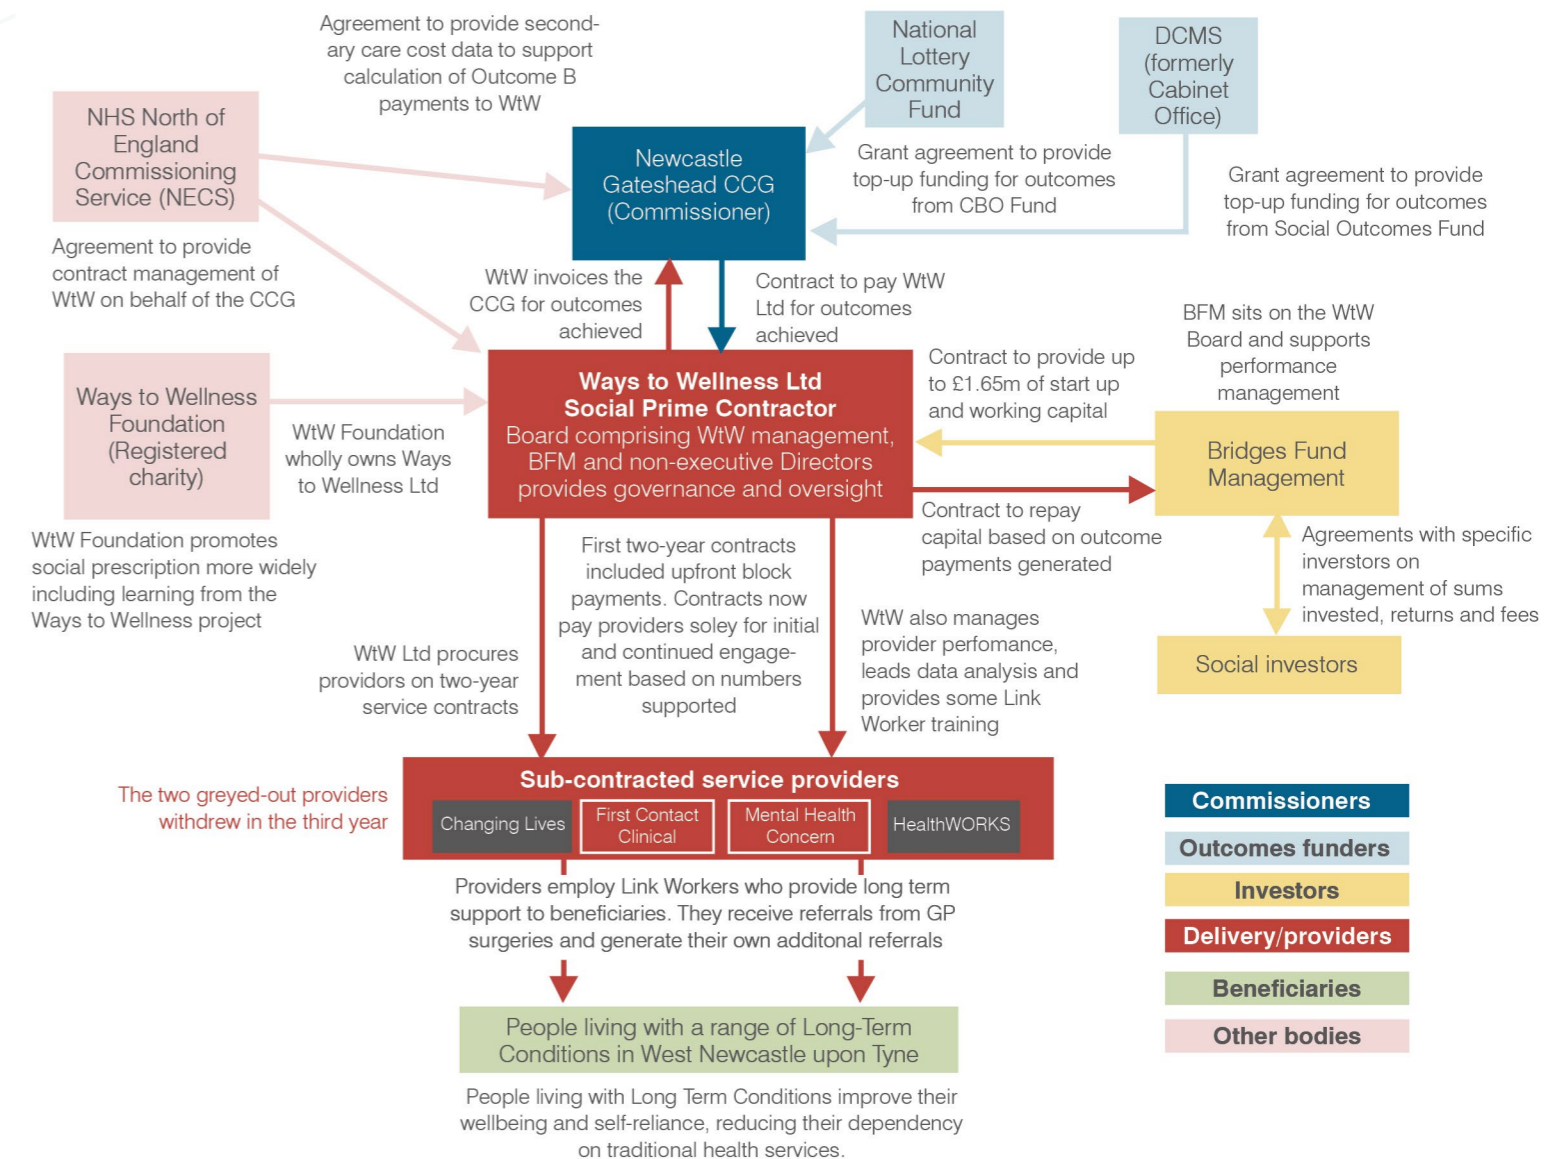 Agreement to provide second-
ary care cost data to support
calculation of Outcome B
payments to WtW
National
Lottery
Community
Fund
DCMS
(formerly
Cabinet
Office)
NHS North of
England
Commissioning
Service (NECS)
Newcastle
Gateshead CCG
(Commissioner)
Grant agreement to provide
top-up funding for outcomes
from CBO Fund
Grant agreement to provide
top-up funding for outcomes
from Social Outcomes Fund
Agreement to provide
contract management of
WtW on behalf of the CCG
WtW invoices the
CCG for outcomes
achieved
Contract to pay WtW
Ltd for outcomes
achieved
BFM sits on the WtW
Board and supports
performance
management
Ways to Wellness
Foundation
(Registered
charity)
WtW Foundation
wholly owns Ways
to Wellness Ltd
Ways to Wellness Ltd
Social Prime Contractor
Board comprising WtW management,
BFM and non-executive Directors
provides governance and oversight
Contract to provide up
to £1.65m of start up
and working capital
Bridges Fund
Management
Contract to repay
capital based on outcome
payments generated
Agreements with specific
inverstors on
management of sums
invested, returns and fees
Social investors
WtW Foundation promotes
social prescription more widely
including learning from the
Ways to Wellness project
WtW Ltd procures
providors on two-year
service contracts
First two-year contracts
included upfront block
payments. Contracts now
pay providers soley for initial
and continued engage-
ment based on numbers
supported
WtW also manages
provider perfomance,
leads data analysis and
provides some Link
Worker training
The two greyed-out providers
withdrew in the third year
Sub-contracted service providers
Changing Lives
First Contact
Clinical
Mental Health
Concern
HealthWORKS
Providers employ Link Workers who provide long term
support to beneficiaries. They receive referrals from GP
surgeries and generate their own additonal referrals
People living with a range of Long-Term
Conditions in West Newcastle upon Tyne
People living with Long Term Conditions improve their
wellbeing and self-reliance, reducing their dependency
on traditional health services.
Commissioners
Outcomes funders
Investors
Delivery/providers
Beneficiaries
Other bodies